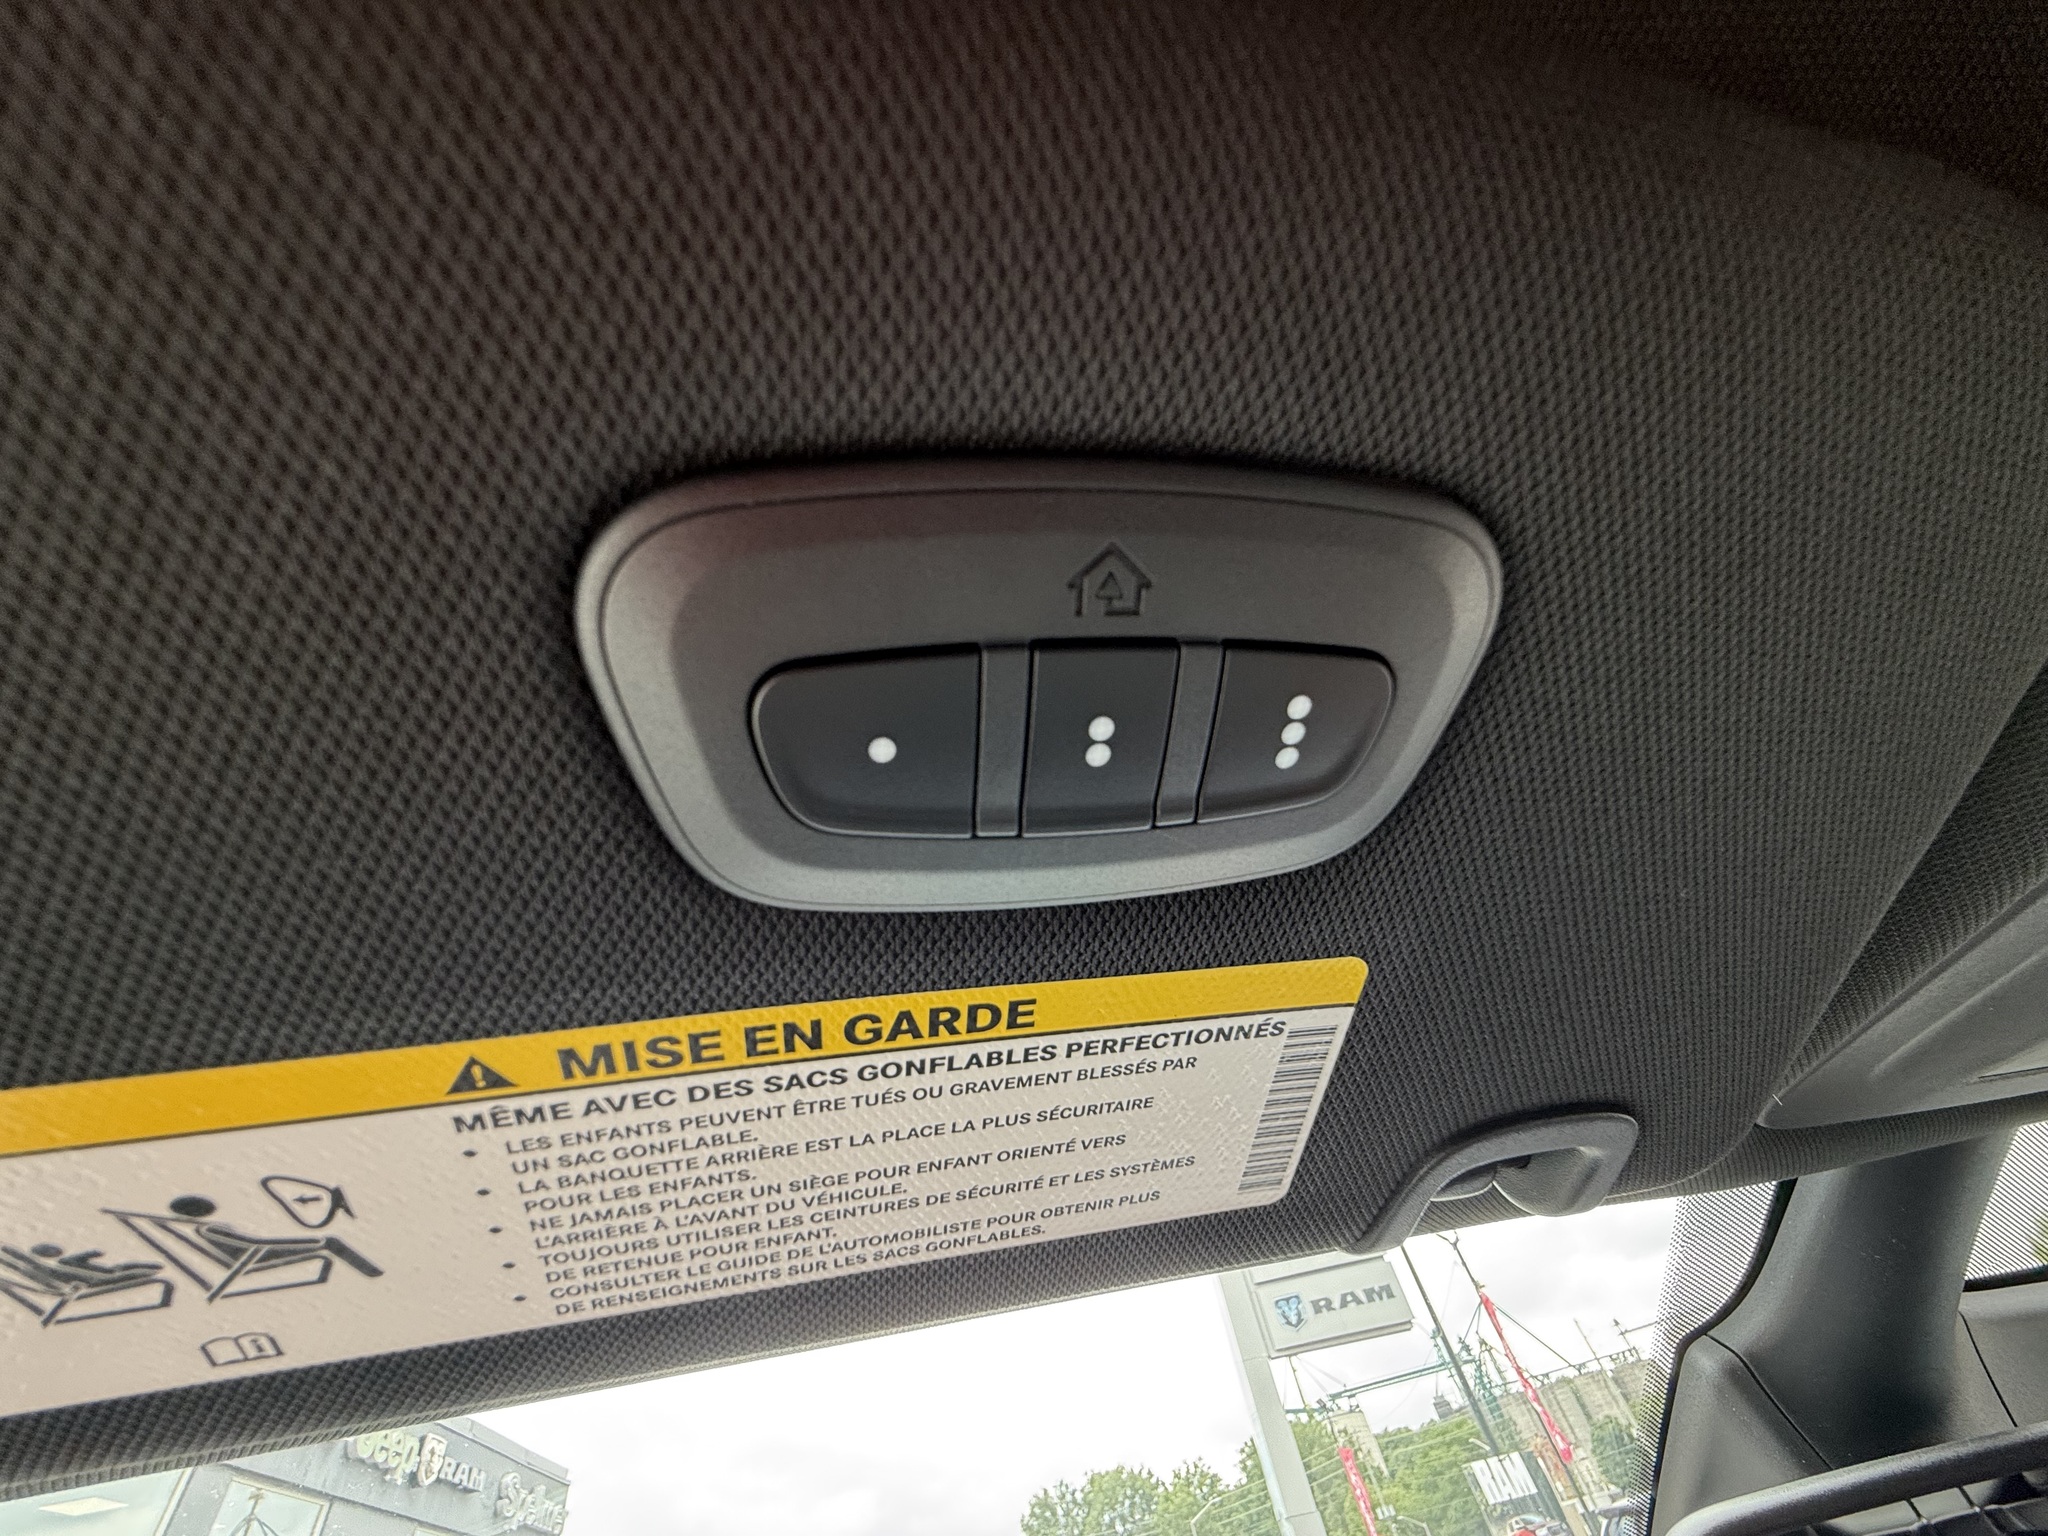 MISE EN GARDE
MÊME AVEC DES SACS GONFLABLES PERFECTIONNÉS
• LES ENFANTS PEUVENT ÊTRE TUÉS OU GRAVEMENT BLESSÉS PAR
UN SAC GONFLABLE.
• LA BANQUETTE ARRIÈRE EST LA PLACE LA PLUS SÉCURITAIRE
POUR LES ENFANTS.
• NE JAMAIS PLACER UN SIÈGE POUR ENFANT ORIENTÉ VERS
L'ARRIÈRE À L'AVANT DU VÉHICULE.
• TOUJOURS UTILISER LES CEINTURES DE SÉCURITÉ ET LES SYSTÈMES
DE RETENUE POUR ENFANT.
• CONSULTER LE GUIDE DE L'AUTOMOBILISTE POUR OBTENIR PLUS
DE RENSEIGNEMENTS SUR LES SACS GONFLABLES.
RAM
Jeep RAM
RAM